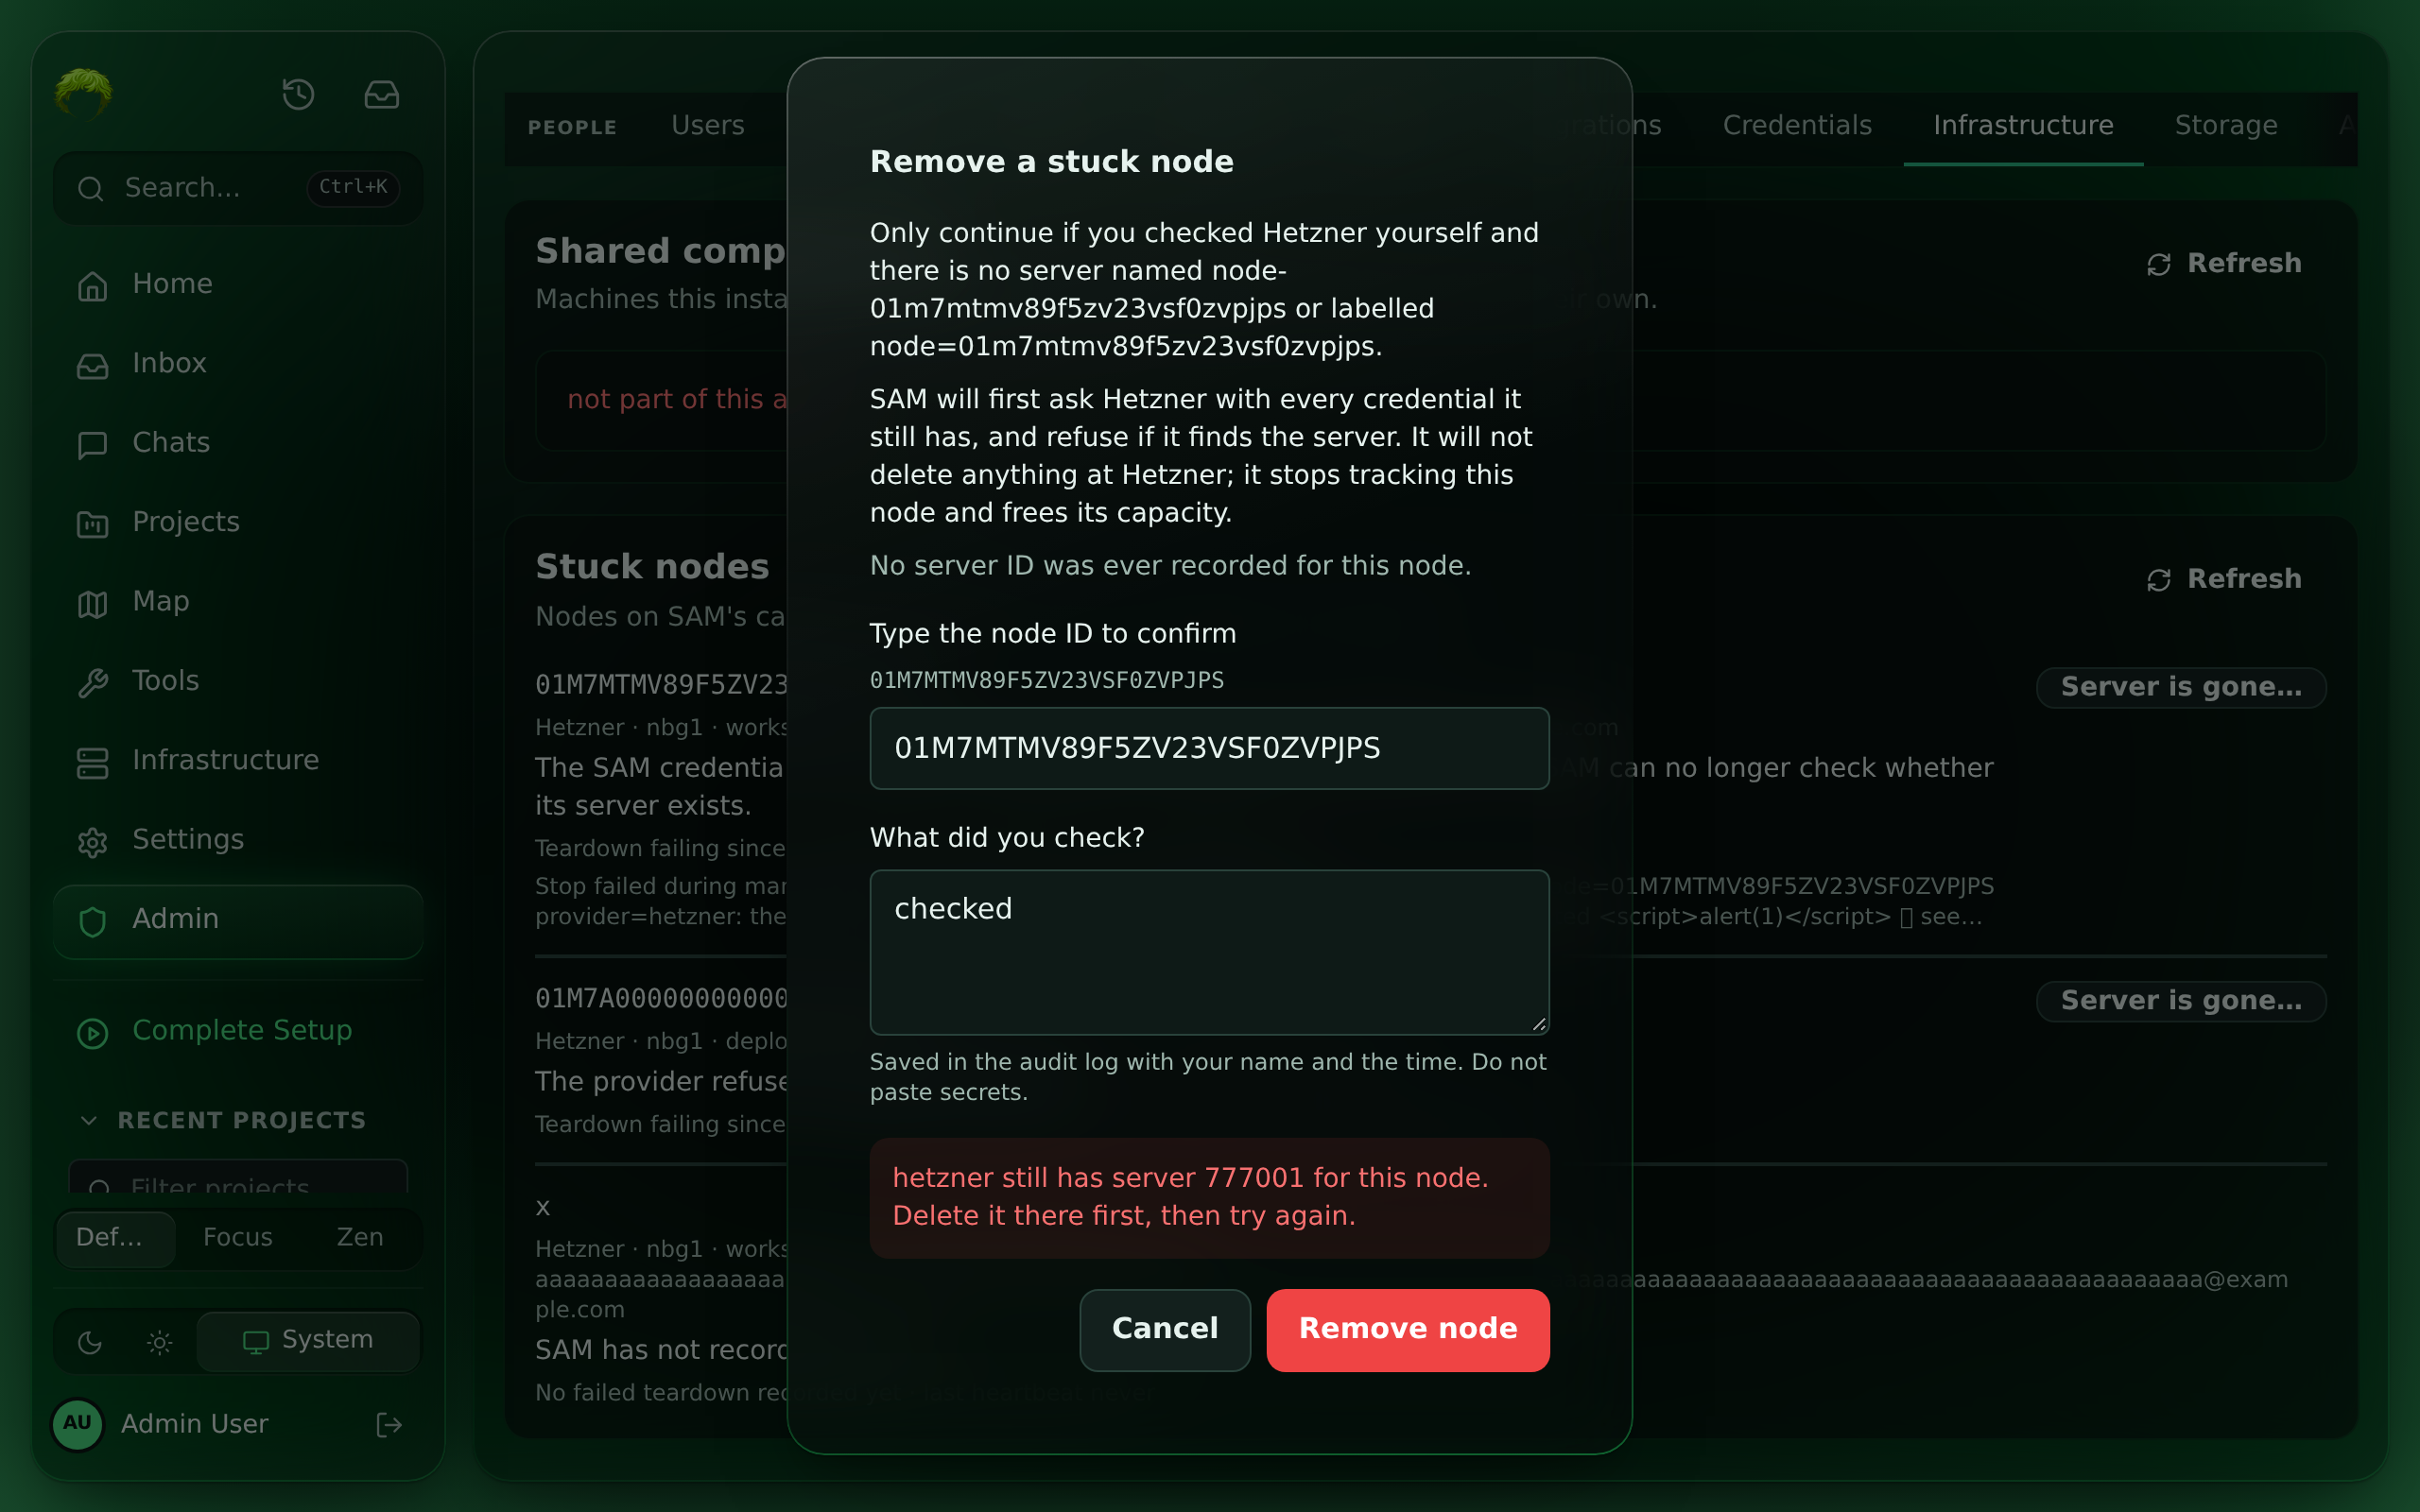 Search...
Ctrl+K
Home
Inbox
Chats
Projects
Map
Tools
Infrastructure
Settings
Admin
Complete Setup
RECENT PROJECTS
Filter projects
Def...
Focus
Zen
System
AU
Admin User
PEOPLE
Users
Credentials
Infrastructure
Storage
Shared comp
Machines this insta
own.
Refresh
not part of this a
Stuck nodes
Nodes on SAM's ca
Refresh
01M7MTMV89F5ZV23
Server is gone...
Hetzner · nbg1 · works
com
The SAM credentia
AM can no longer check whether
its server exists.
Teardown failing since
Stop failed during mar
de=01M7MTMV89F5ZV23VSF0ZVPJPS
provider=hetzner: the
<script>alert(1)</script> see...
01M7A00000000000
Server is gone...
Hetzner · nbg1 · deplo
The provider refuse
Teardown failing since
x
Hetzner · nbg1 · works
ple.com
SAM has not record
No failed teardown recorded yet
Remove a stuck node
Only continue if you checked Hetzner yourself and
there is no server named node-
01m7mtmv89f5zv23vsf0zvpjps or labelled
node=01m7mtmv89f5zv23vsf0zvpjps.
SAM will first ask Hetzner with every credential it
still has, and refuse if it finds the server. It will not
delete anything at Hetzner; it stops tracking this
node and frees its capacity.
No server ID was ever recorded for this node.
Type the node ID to confirm
01M7MTMV89F5ZV23VSF0ZVPJPS
01M7MTMV89F5ZV23VSF0ZVPJPS
What did you check?
checked
Saved in the audit log with your name and the time. Do not
paste secrets.
hetzner still has server 777001 for this node.
Delete it there first, then try again.
Cancel
Remove node